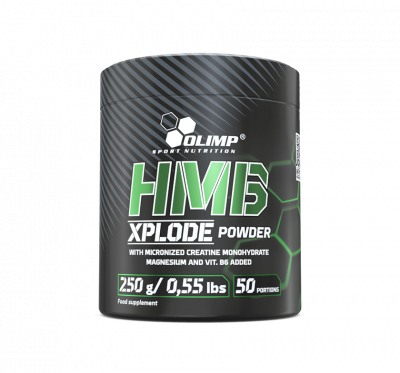 OLIMP®
SPORT NUTRITION
HMB
XPLODE POWDER
WITH MICRONIZED CREATINE MONOHYDRATE
MAGNESIUM AND VIT. B6 ADDED
250 g/ 0,55 lbs
50 PORTIONS
Food supplement